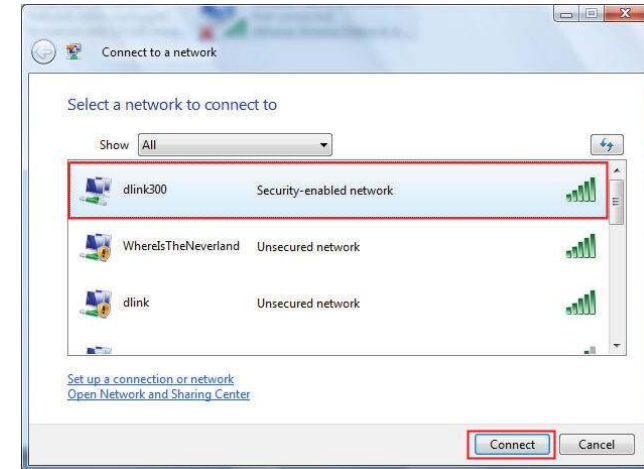 Connect to a network
Select a network to connect to
Show All
dlink300 Security-enabled network
WhereIsTheNeverland Unsecured network
dlink Unsecured network
Set up a connection or network
Open Network and Sharing Center
Connect Cancel